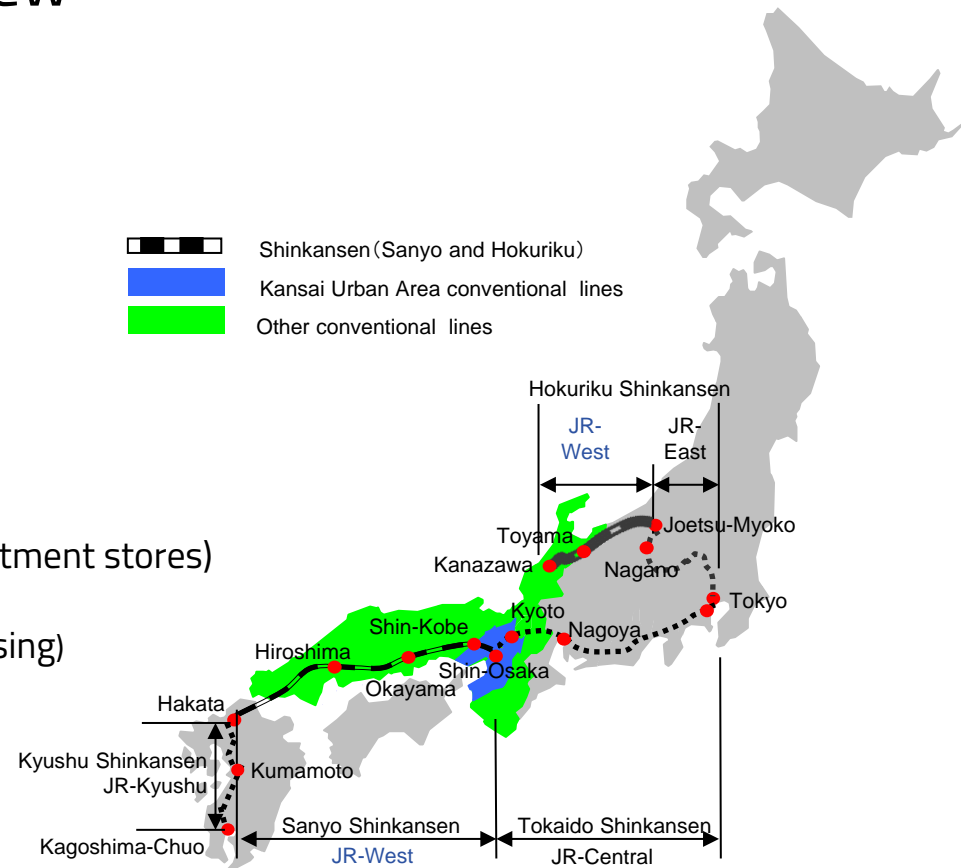 Shinkansen（Sanyo and Hokuriku）
Kansai Urban Area conventional lines
Other conventional lines
Hokuriku Shinkansen
JR-
West
JR-
East
Joetsu-Myoko
Toyama
tment stores)
Kanazawa
Nagano
Tokyo
Kyoto
Nagoya
sing)
Shin-Kobe
Hiroshima
Shin-Osaka
Okayama
Hakata
Kyushu Shinkansen
JR-Kyushu
Kumamoto
Sanyo Shinkansen
JR-West
Tokaido Shinkansen
JR-Central
Kagoshima-Chuo